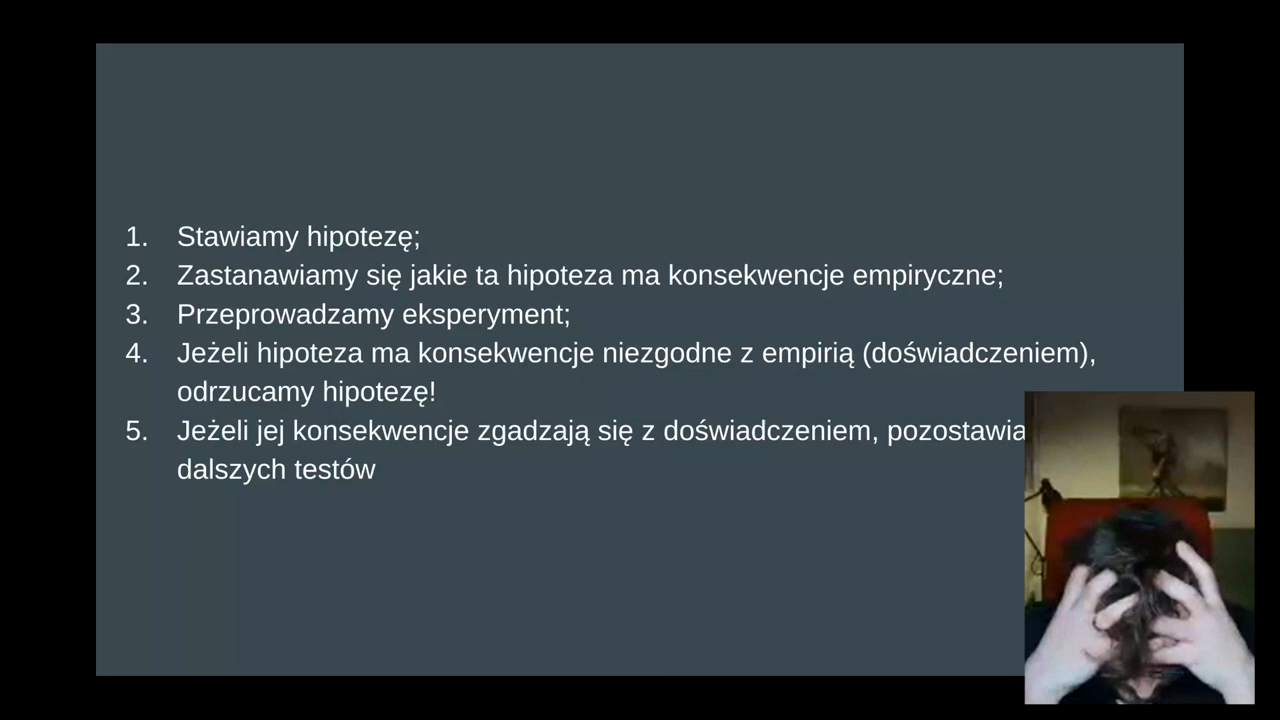 1. Stawiamy hipotezę;
2. Zastanawiamy się jakie ta hipoteza ma konsekwencje empiryczne;
3. Przeprowadzamy eksperyment;
4. Jeżeli hipoteza ma konsekwencje niezgodne z empirią (doświadczeniem),
odrzucamy hipotezę!
5. Jeżeli jej konsekwencje zgadzają się z doświadczeniem,
dalszych testów